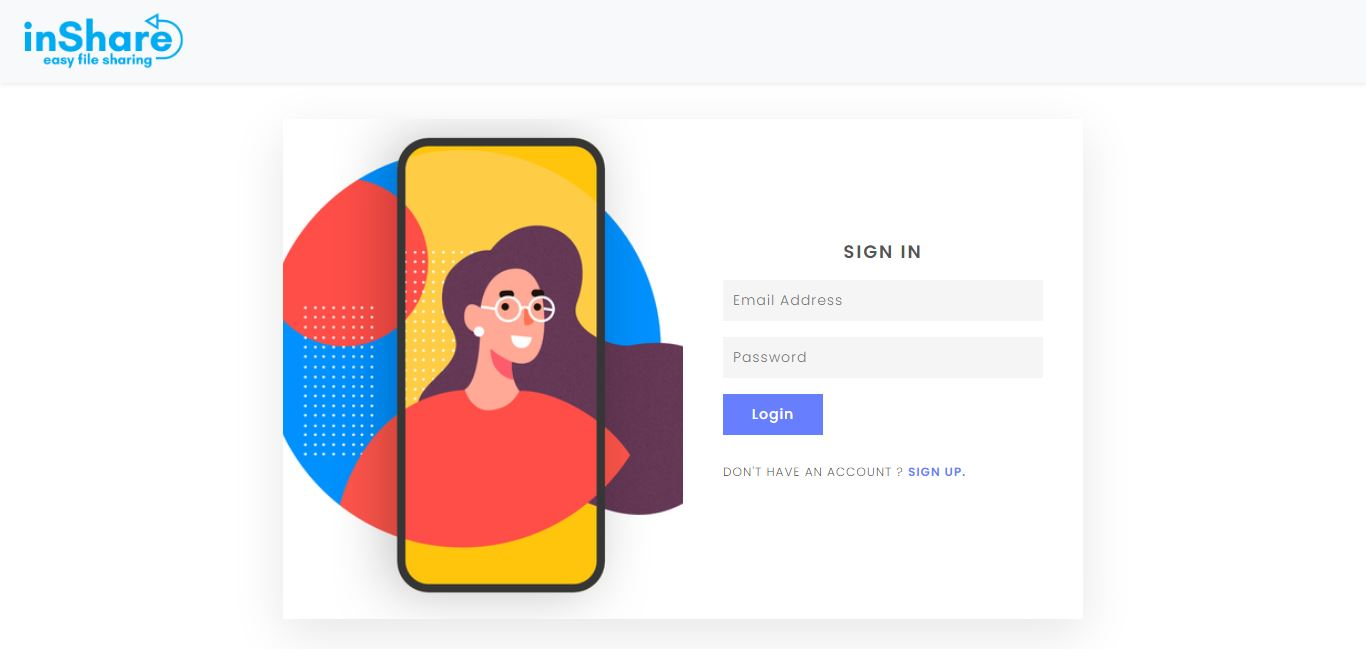 inShare
easy file sharing
SIGN IN
Email Address
Password
Login
DON'T HAVE AN ACCOUNT ? SIGN UP.